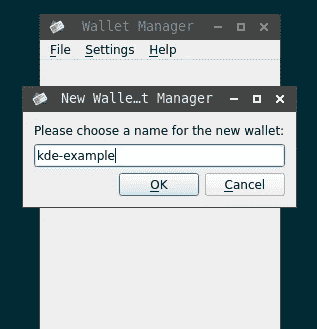 Wallet Manager
File Settings Help
New Walle...t Manager
Please choose a name for the new wallet:
kde-example
OK Cancel